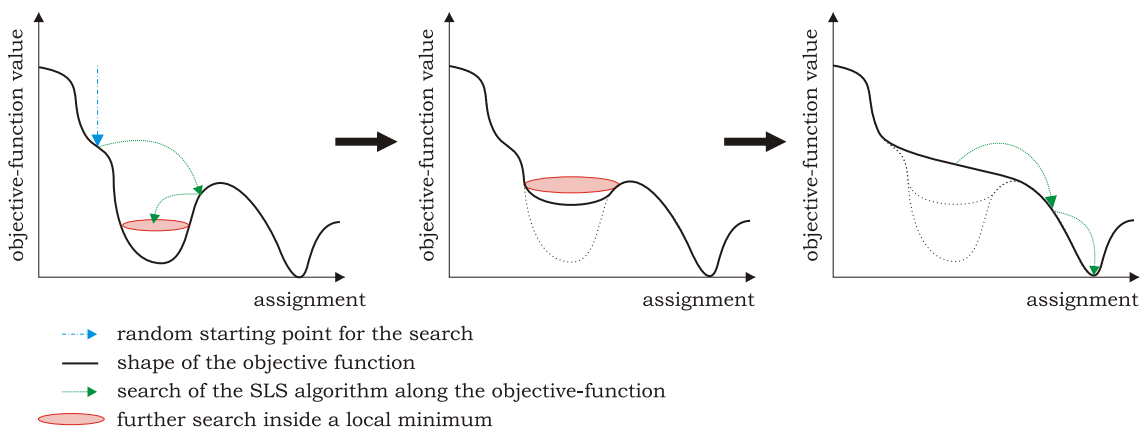 objective-function value
objective-function value
objective-function value
assignment
assignment
assignment
random starting point for the search
shape of the objective function
search of the SLS algorithm along the objective-function
further search inside a local minimum